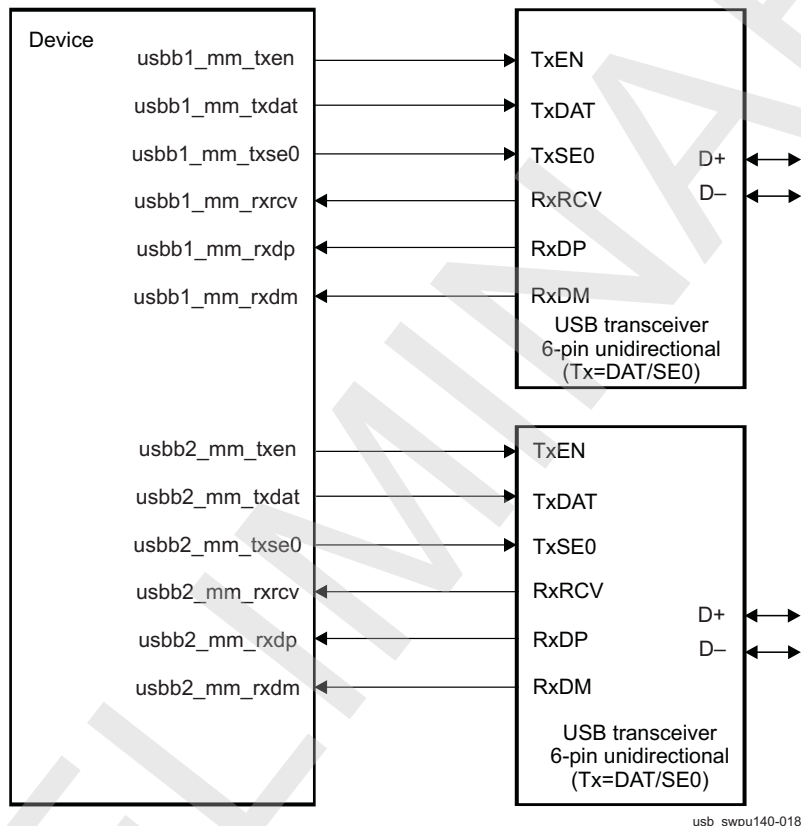 Device
usbb1_mm_txen
usbb1_mm_txdat
usbb1_mm_txse0
usbb1_mm_rxrcv
usbb1_mm_rxdp
usbb1_mm_rxdm
TxEN
TxDAT
TxSE0
RxRCV
RxDP
RxDM
D+
D–
USB transceiver
6-pin unidirectional
(Tx=DAT/SE0)
usbb2_mm_txen
usbb2_mm_txdat
usbb2_mm_txse0
usbb2_mm_rxrcv
usbb2_mm_rxdp
usbb2_mm_rxdm
TxEN
TxDAT
TxSE0
RxRCV
RxDP
RxDM
D+
D–
USB transceiver
6-pin unidirectional
(Tx=DAT/SE0)
usb_swpu140-018